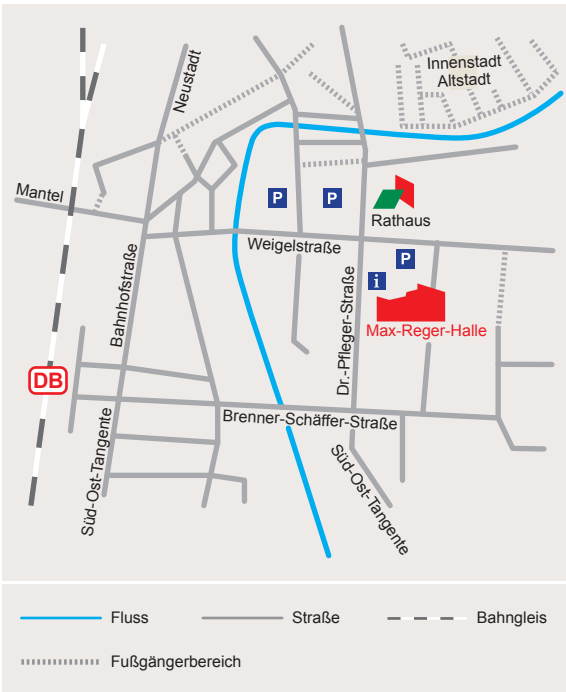 Innenstadt
Altstadt
Neustadt
Mantel
P
P
Rathaus
Weigelstraße
P
i
Bahnhofstraße
Dr.-Pfleger-Straße
Max-Reger-Halle
DB
Brenner-Schäffer-Straße
Süd-Ost-Tangente
Süd-Ost-Tangente
Fluss
Straße
Bahngleis
Fußgängerbereich